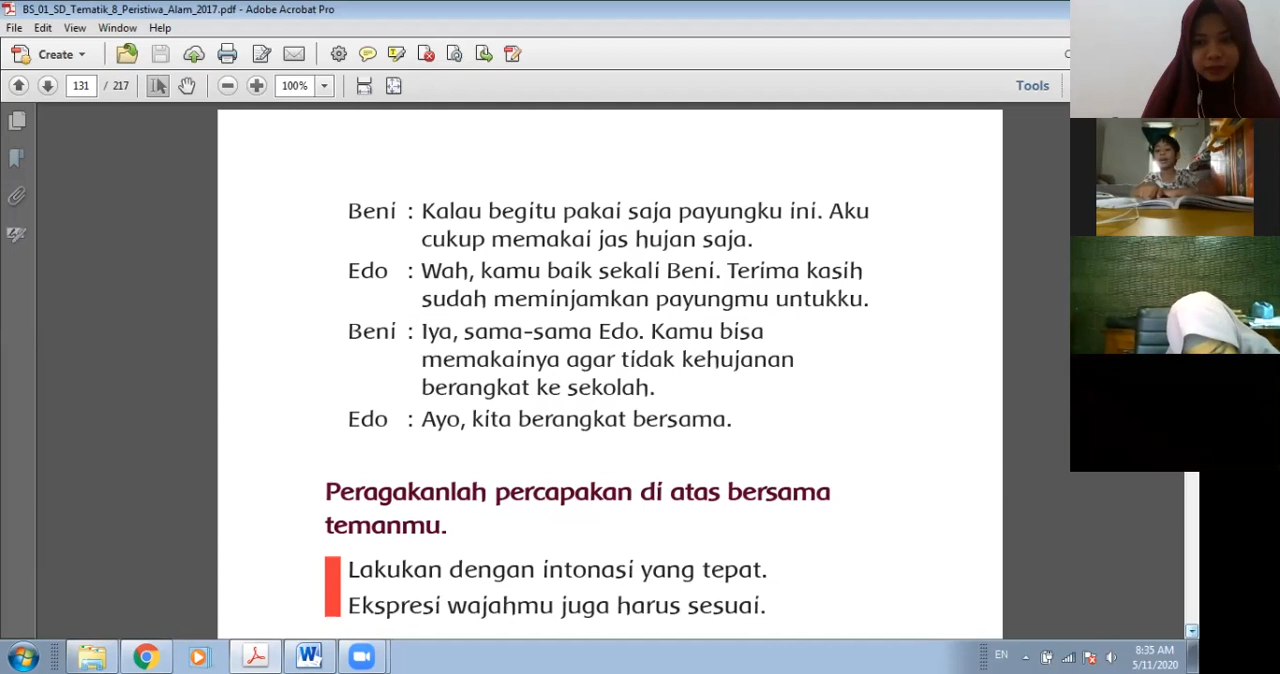 BS_01_SD_Tematik_8_Peristiwa_Alam_2017.pdf - Adobe Acrobat Pro
File Edit View Window Help
Create
131 / 217 100% Tools
Beni : Kalau begitu pakai saja payungku ini. Aku
cukup memakai jas hujan saja.
Edo : Wah, kamu baik sekali Beni. Terima kasih
sudah meminjamkan payungmu untukku.
Beni : Iya, sama-sama Edo. Kamu bisa
memakainya agar tidak kehujanan
berangkat ke sekolah.
Edo : Ayo, kita berangkat bersama.
Peragakanlah percapakan di atas bersama
temanmu.
Lakukan dengan intonasi yang tepat.
Ekspresi wajahmu juga harus sesuai.
EN
8:35 AM
5/11/2020